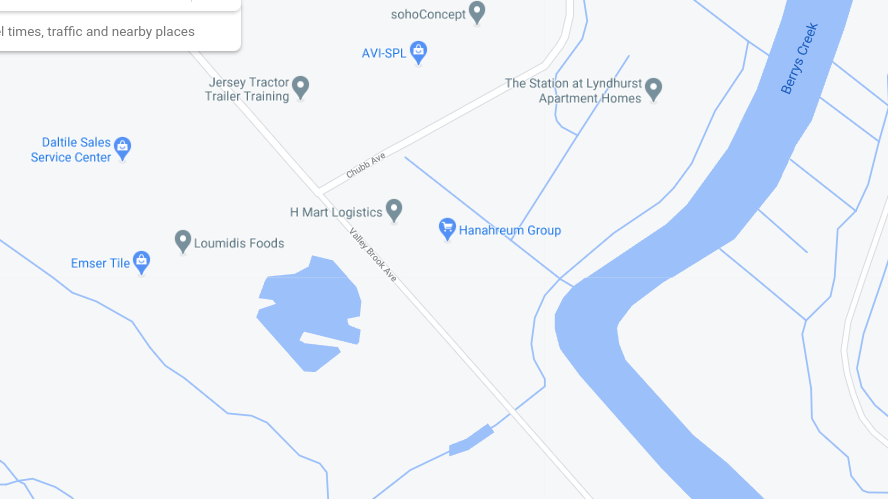 el times, traffic and nearby places
sohoConcept
AVI-SPL
Jersey Tractor
Trailer Training
The Station at Lyndhurst
Apartment Homes
Berrys Creek
Daltile Sales
Service Center
Chubb Ave
H Mart Logistics
Hanahreum Group
Loumidis Foods
Valley Brook Ave
Emser Tile